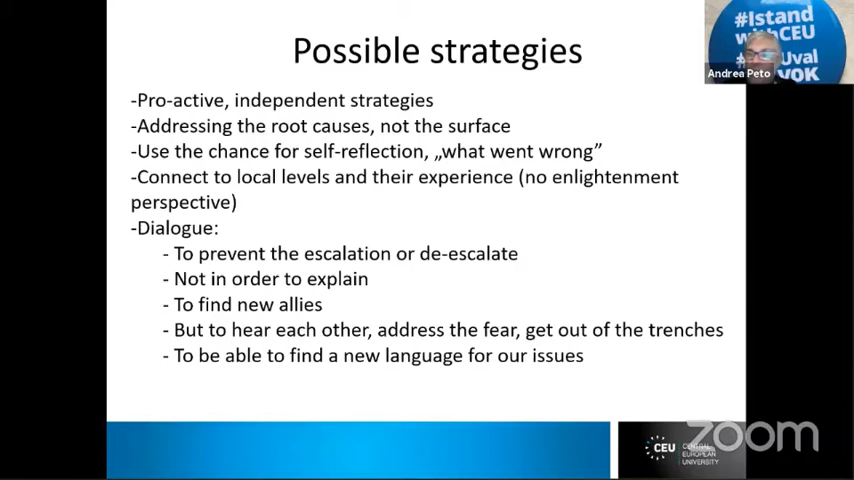 Possible strategies
-Pro-active, independent strategies
-Addressing the root causes, not the surface
-Use the chance for self-reflection, „what went wrong”
-Connect to local levels and their experience (no enlightenment
perspective)
-Dialogue:
- To prevent the escalation or de-escalate
- Not in order to explain
- To find new allies
- But to hear each other, address the fear, get out of the trenches
- To be able to find a new language for our issues
#Istand
withCEU
Andrea Peto
CEU
CENTRAL
EUROPEAN
UNIVERSITY
zoom